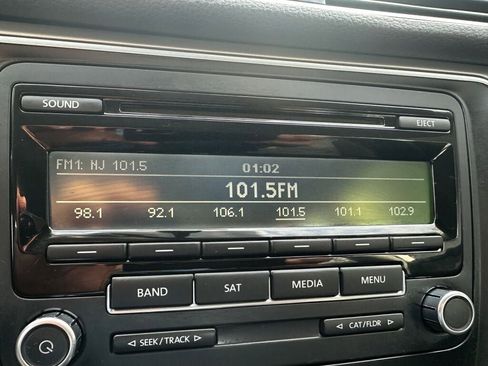 SOUND
EJECT
FM1: NJ 101.5 01:02
101.5FM
98.1 92.1 106.1 101.5 101.1 102.9
BAND SAT MEDIA MENU
◁ SEEK/TRACK ▷ ◁ CAT/FLDR ▷